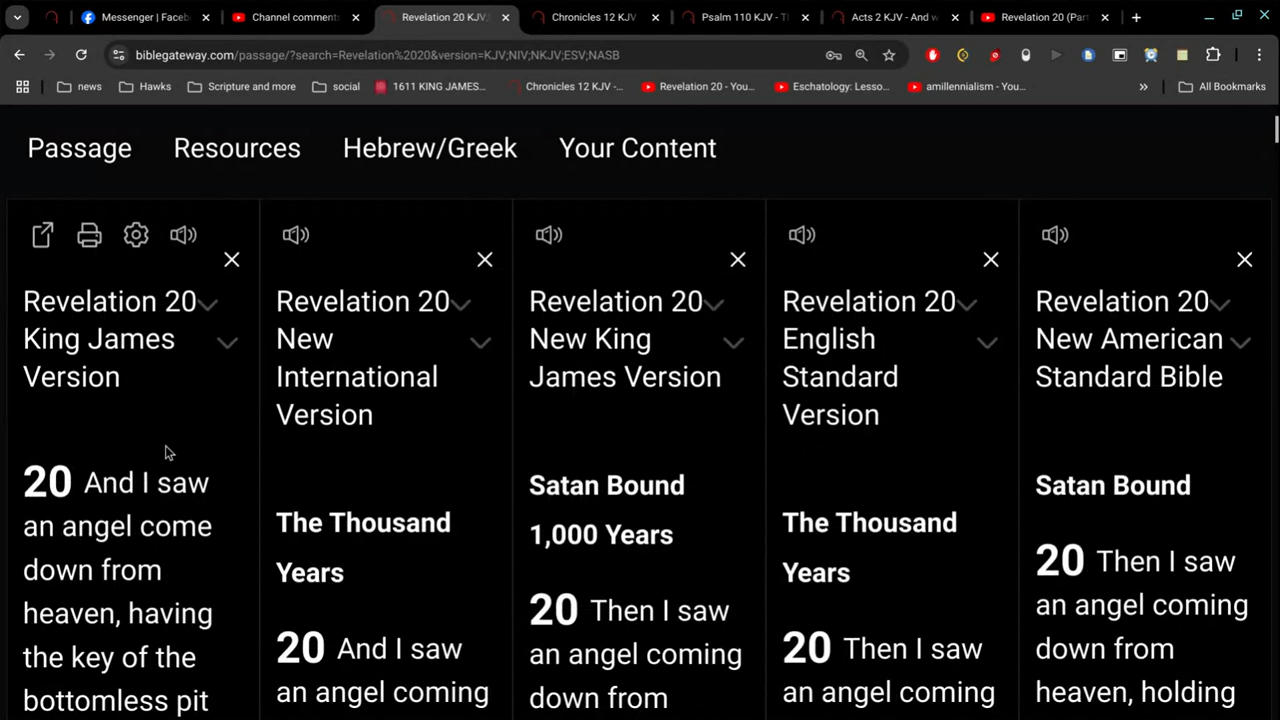 Messenger | Faceb
Channel comment
Revelation 20 KJV;
Chronicles 12 KJV
Psalm 110 KJV - T
Acts 2 KJV - And w
Revelation 20 (Par
biblegateway.com/passage/?search=Revelation%2020&version=KJV;NIV;NKJV;ESV;NASB
news
Hawks
Scripture and more
social
1611 KING JAMES...
Chronicles 12 KJV -...
Revelation 20 - You...
Eschatology: Lesso...
amillennialism - You...
All Bookmarks
Passage
Resources
Hebrew/Greek
Your Content
Revelation 20
King James
Version
20 And I saw
an angel come
down from
heaven, having
the key of the
bottomless pit
Revelation 20
New
International
Version
The Thousand
Years
20 And I saw
an angel coming
Revelation 20
New King
James Version
Satan Bound
1,000 Years
20 Then I saw
an angel coming
down from
Revelation 20
English
Standard
Version
The Thousand
Years
20 Then I saw
an angel coming
Revelation 20
New American
Standard Bible
Satan Bound
20 Then I saw
an angel coming
down from
heaven, holding